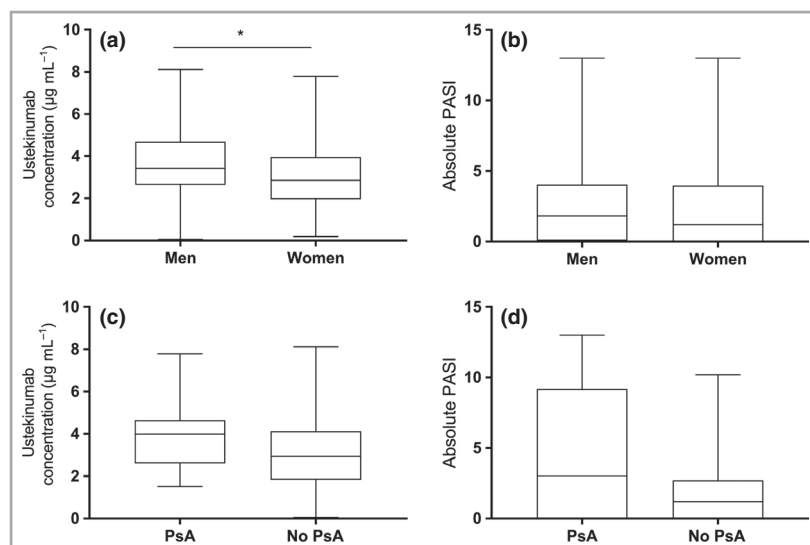 (a)
*
Ustekinumab
concentration (µg mL⁻¹)
10
8
6
4
2
0
Men
Women
(b)
Absolute PASI
15
10
5
0
Men
Women
(c)
Ustekinumab
concentration (µg mL⁻¹)
10
8
6
4
2
0
PsA
No PsA
(d)
Absolute PASI
15
10
5
0
PsA
No PsA